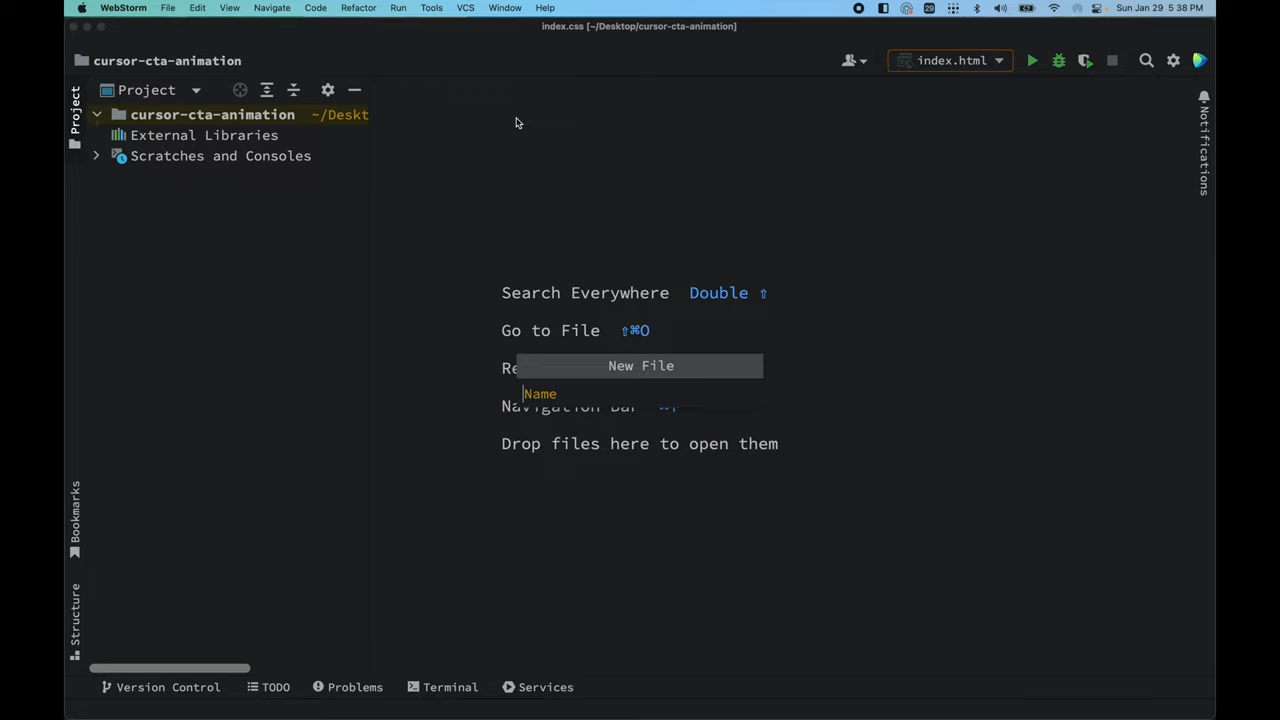 WebStorm File Edit View Navigate Code Refactor Run Tools VCS Window Help
29
Sun Jan 29 5:38 PM
index.css [~/Desktop/cursor-cta-animation]
cursor-cta-animation
index.html
Project
Project
cursor-cta-animation ~/Deskt
External Libraries
Scratches and Consoles
Notifications
Search Everywhere Double ⇧
Go to File ⇧⌘O
New File
Name
Drop files here to open them
Bookmarks
Structure
Version Control TODO Problems Terminal Services